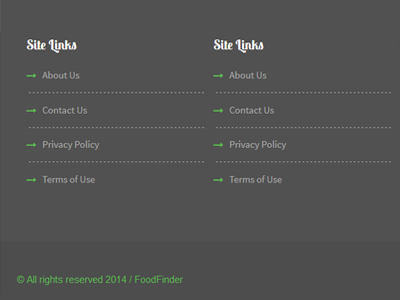 Site Links
About Us
Contact Us
Privacy Policy
Terms of Use
Site Links
About Us
Contact Us
Privacy Policy
Terms of Use
© All rights reserved 2014 / FoodFinder